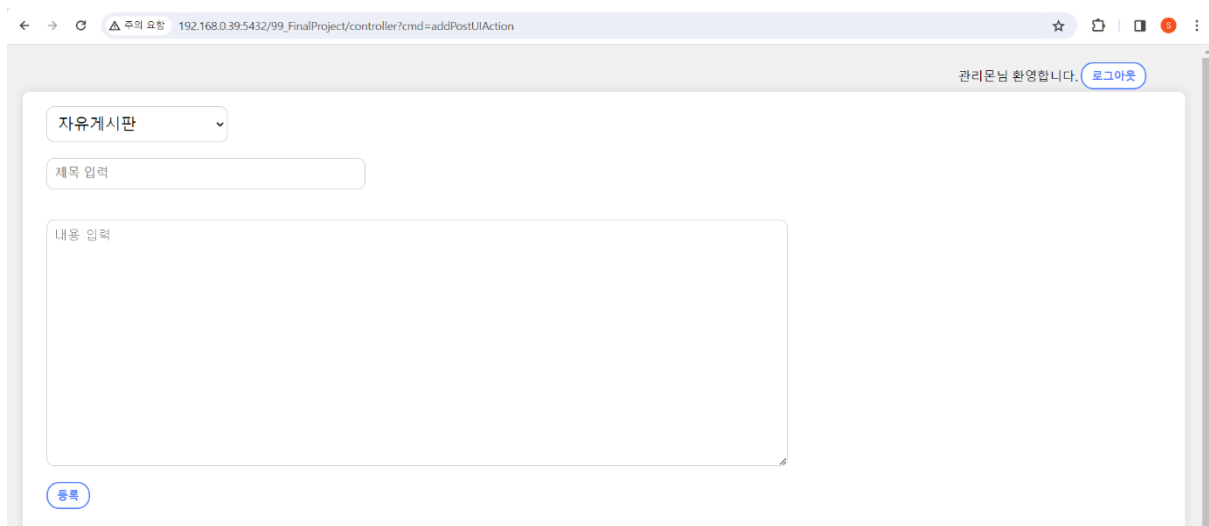 주의 요함 192.168.0.39:5432/99_FinalProject/controller?cmd=addPostUIAction
S
관리몬님 환영합니다. 로그아웃
자유게시판
제목 입력
내용 입력
등록